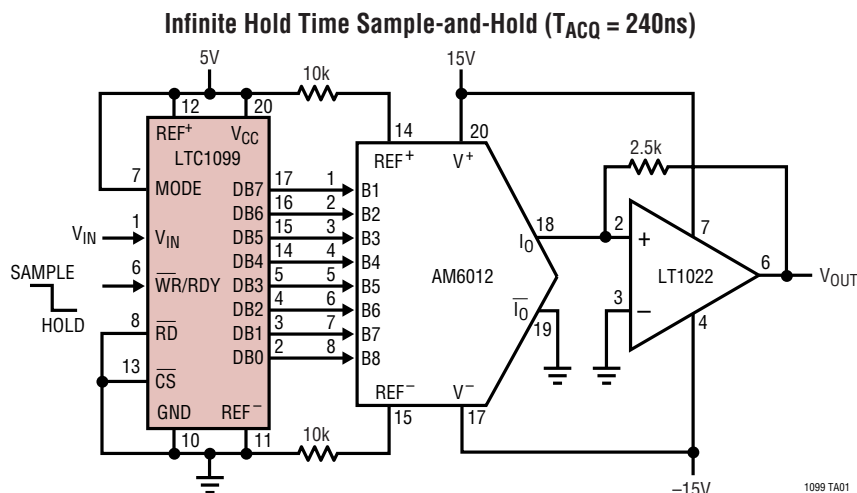 Infinite Hold Time Sample-and-Hold (TACQ = 240ns)
5V
15V
10k
12
20
14
20
REF+
VCC
LTC1099
REF+
V+
2.5k
7
MODE
DB7
17
1
B1
DB6
16
2
B2
1
VIN
VIN
DB5
15
3
B3
18
IO
2
+
7
DB4
14
4
B4
AM6012
LT1022
6
VOUT
SAMPLE
6
WR/RDY
DB3
5
5
B5
HOLD
DB2
4
6
B6
IO
19
3
–
4
8
RD
DB1
3
7
B7
DB0
2
8
B8
13
CS
REF–
V–
GND
REF–
15
17
10
11
10k
–15V
1099 TA01